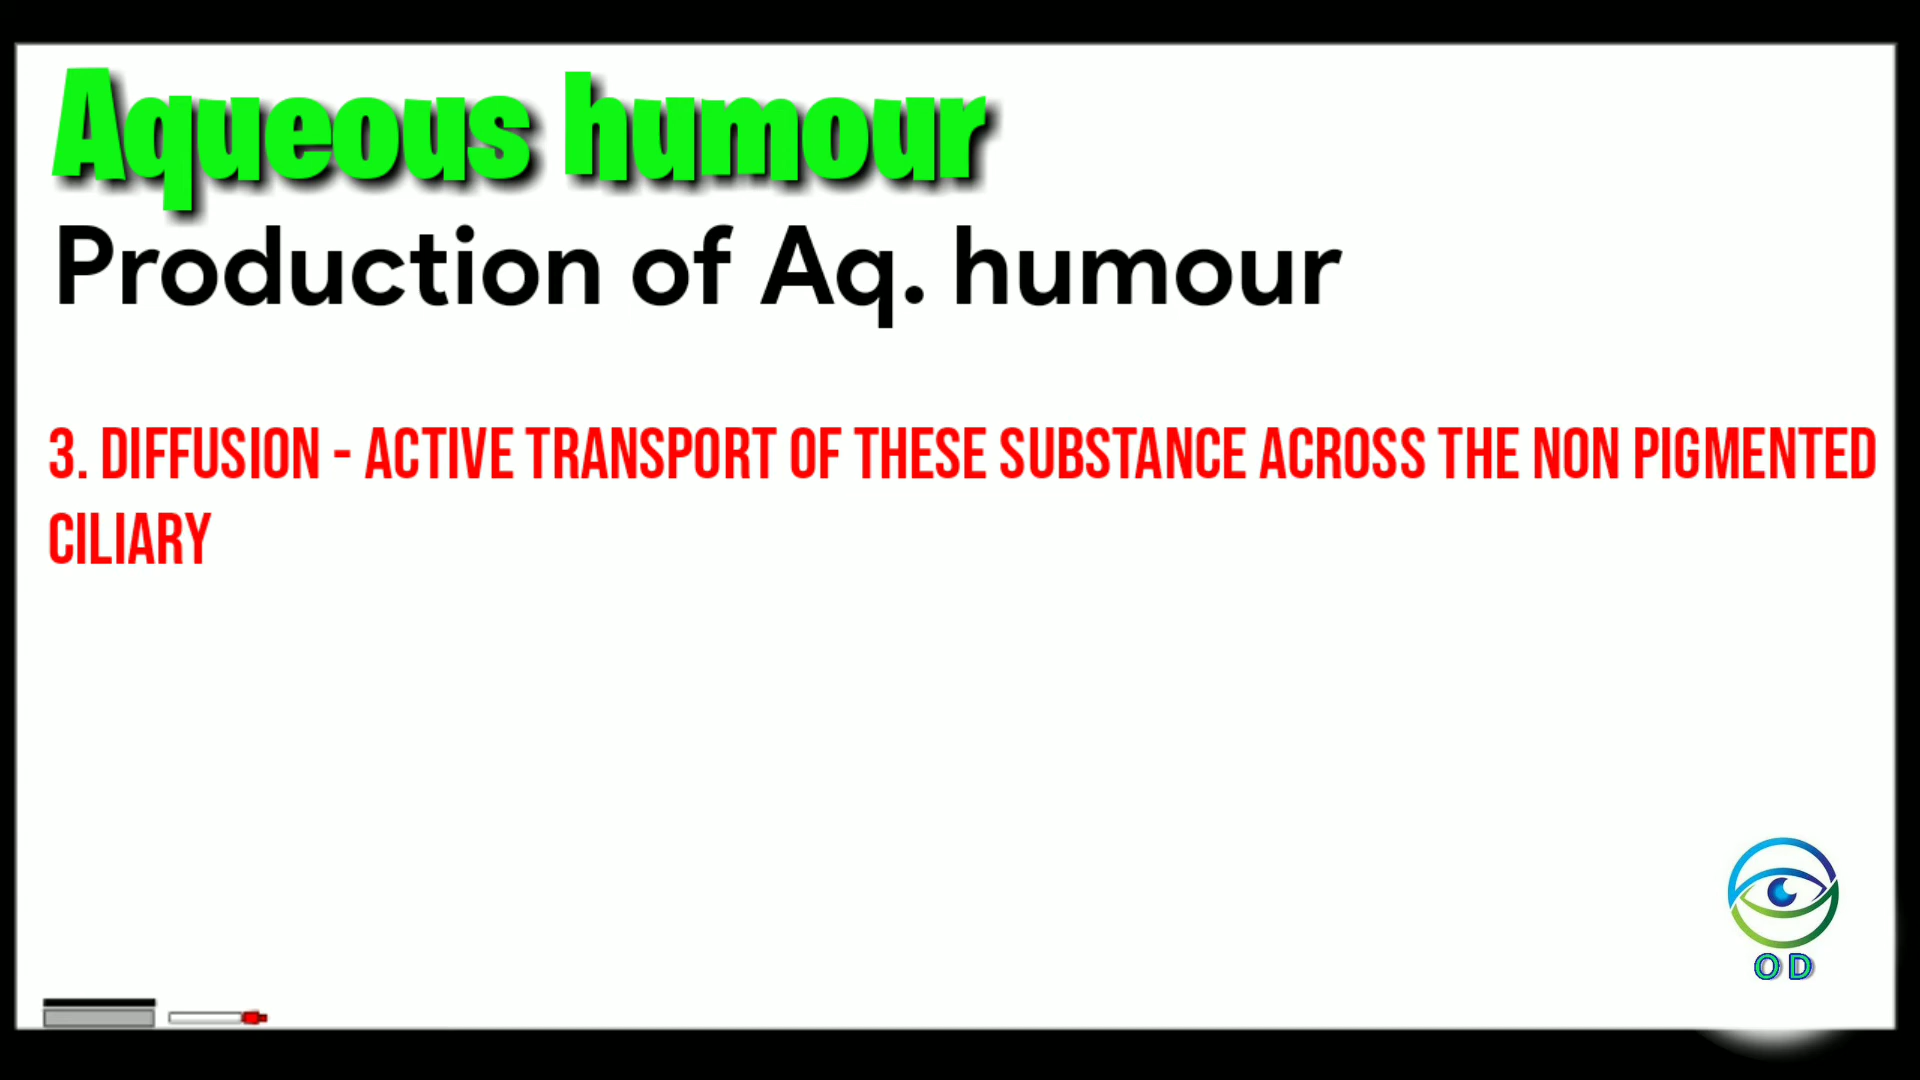 Aqueous humour
Production of Aq. humour
3. DIFFUSION - ACTIVE TRANSPORT OF THESE SUBSTANCE ACROSS THE NON PIGMENTED
CILIARY
OD